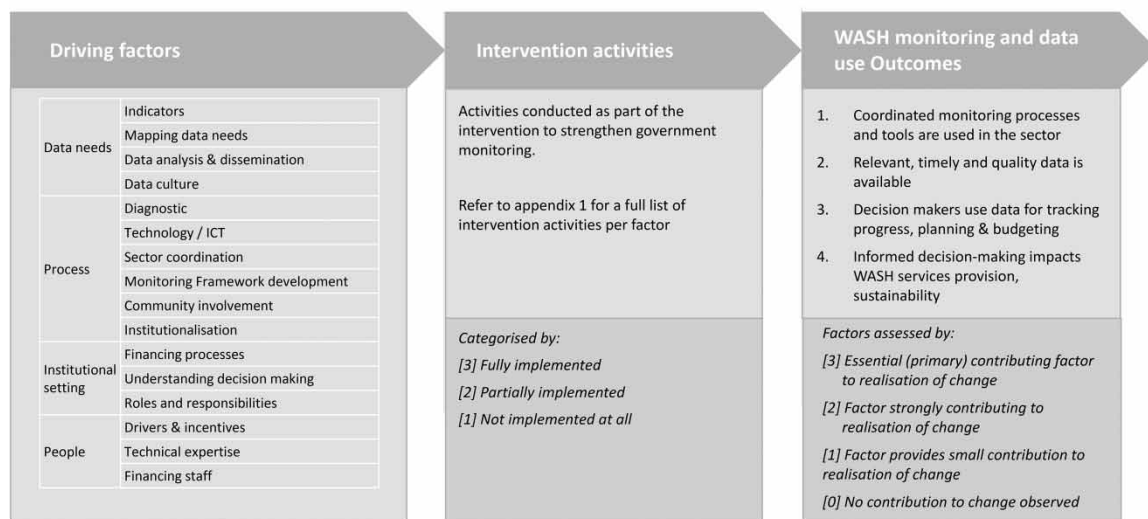 Driving factors
Data needs
Indicators
Mapping data needs
Data analysis & dissemination
Data culture
Process
Diagnostic
Technology / ICT
Sector coordination
Monitoring Framework development
Community involvement
Institutionalisation
Institutional
setting
Financing processes
Understanding decision making
Roles and responsibilities
People
Drivers & incentives
Technical expertise
Financing staff
Intervention activities
Activities conducted as part of the
intervention to strengthen government
monitoring.
Refer to appendix 1 for a full list of
intervention activities per factor
Categorised by:
[3] Fully implemented
[2] Partially implemented
[1] Not implemented at all
WASH monitoring and data
use Outcomes
1. Coordinated monitoring processes
and tools are used in the sector
2. Relevant, timely and quality data is
available
3. Decision makers use data for tracking
progress, planning & budgeting
4. Informed decision-making impacts
WASH services provision,
sustainability
Factors assessed by:
[3] Essential (primary) contributing factor
to realisation of change
[2] Factor strongly contributing to
realisation of change
[1] Factor provides small contribution to
realisation of change
[0] No contribution to change observed